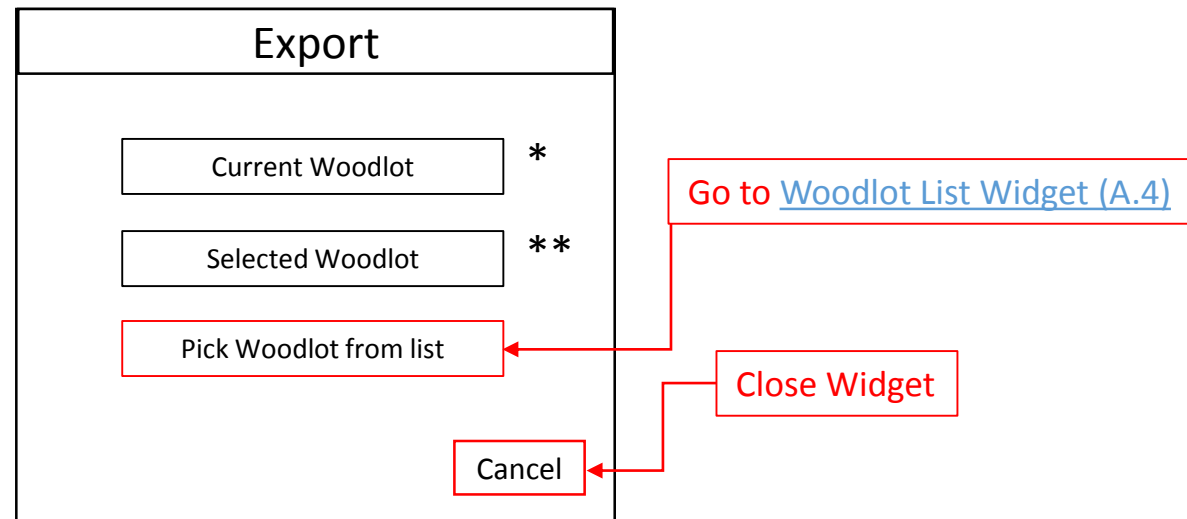 Export
Current Woodlot *
Go to Woodlot List Widget (A.4)
Selected Woodlot **
Pick Woodlot from list
Close Widget
Cancel